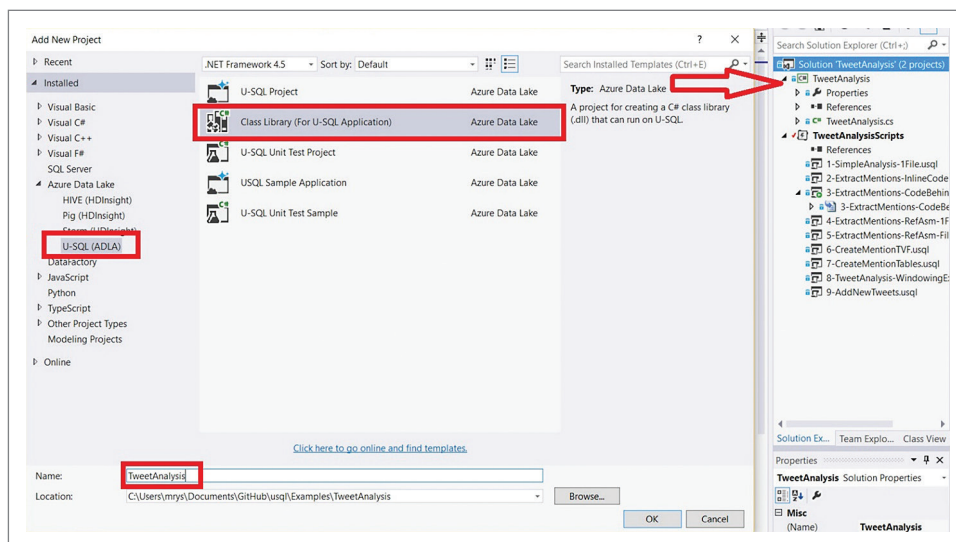 Add New Project
? ×
Recent
.NET Framework 4.5
Sort by: Default
Search Installed Templates (Ctrl+E)
Installed
Visual Basic
Visual C#
Visual C++
Visual F#
SQL Server
Azure Data Lake
HIVE (HDInsight)
Pig (HDInsight)
Storm (HDInsight)
U-SQL (ADLA)
DataFactory
JavaScript
Python
TypeScript
Other Project Types
Modeling Projects
Online
U-SQL Project Azure Data Lake
Class Library (For U-SQL Application) Azure Data Lake
U-SQL Unit Test Project Azure Data Lake
USQL Sample Application Azure Data Lake
U-SQL Unit Test Sample Azure Data Lake
Type: Azure Data Lake
A project for creating a C# class library
(.dll) that can run on U-SQL.
Click here to go online and find templates.
Name: TweetAnalysis
Location: C:\Users\mrys\Documents\GitHub\usql\Examples\TweetAnalysis
Browse...
OK Cancel
Search Solution Explorer (Ctrl+;)
Solution 'TweetAnalysis' (2 projects)
C# TweetAnalysis
Properties
References
C# TweetAnalysis.cs
TweetAnalysisScripts
References
1-SimpleAnalysis-1File.usql
2-ExtractMentions-InlineCode
3-ExtractMentions-CodeBehin
3-ExtractMentions-CodeBe
4-ExtractMentions-RefAsm-1F
5-ExtractMentions-RefAsm-Fil
6-CreateMentionTVF.usql
7-CreateMentionTables.usql
8-TweetAnalysis-WindowingE
9-AddNewTweets.usql
Solution Ex... Team Explo... Class View
Properties
TweetAnalysis Solution Properties
Misc
(Name) TweetAnalysis